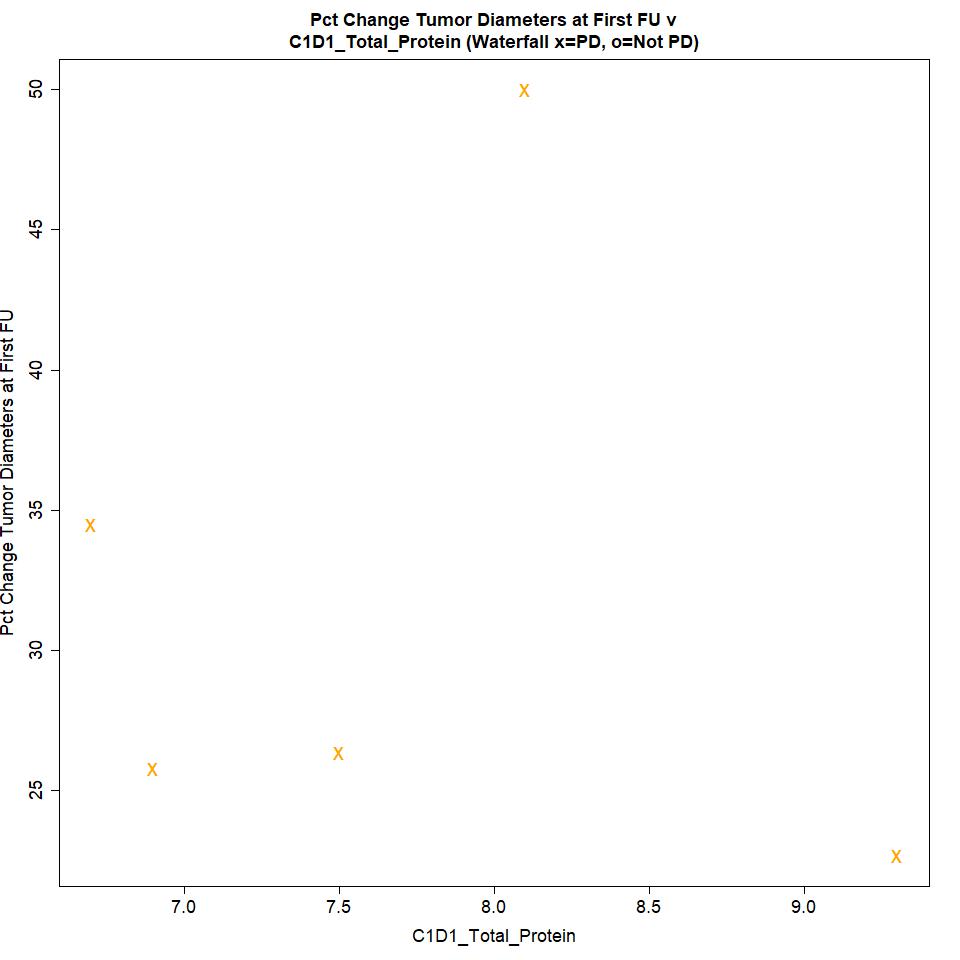 Pct Change Tumor Diameters at First FU v
C1D1_Total_Protein (Waterfall x=PD, o=Not PD)
Pct Change Tumor Diameters at First FU
50
45
40
35
30
25
X
X
X
X
X
7.0
7.5
8.0
8.5
9.0
C1D1_Total_Protein